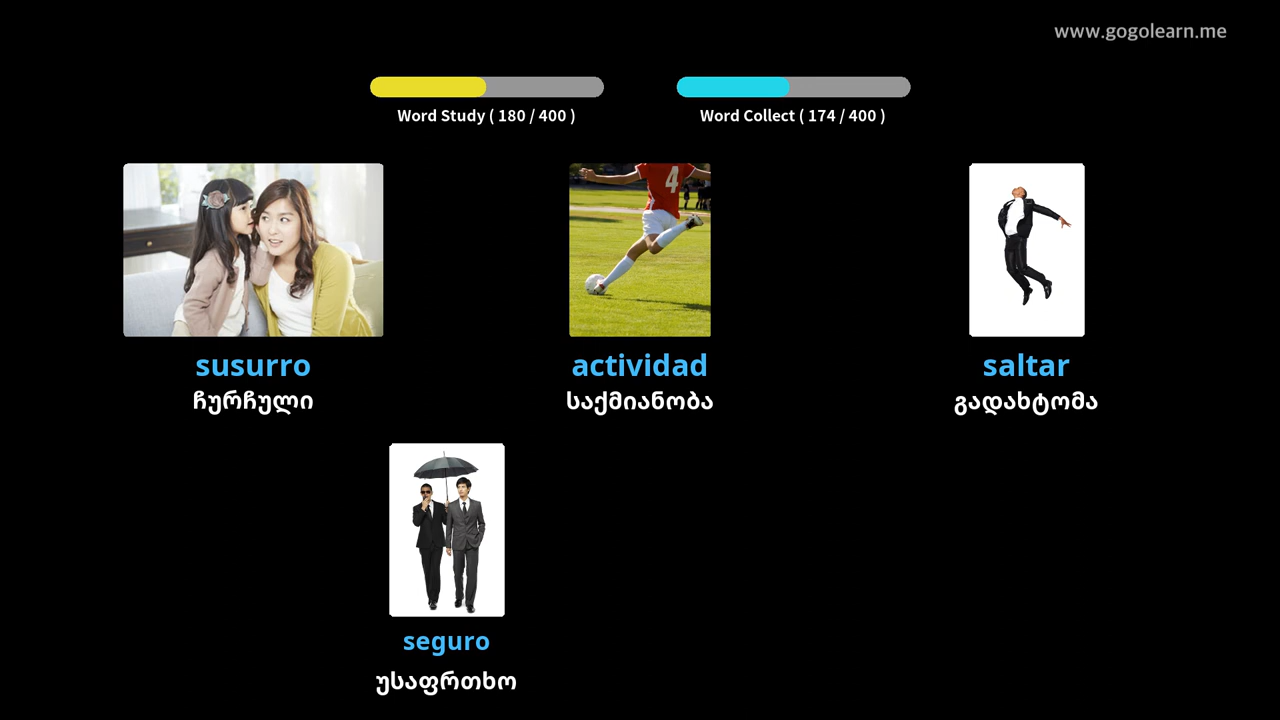 www.gogolearn.me
Word Study ( 180 / 400 )
Word Collect ( 174 / 400 )
4
susurro
actividad
saltar
ჩურჩული
საქმიანობა
გადახტომა
seguro
უსაფრთხო